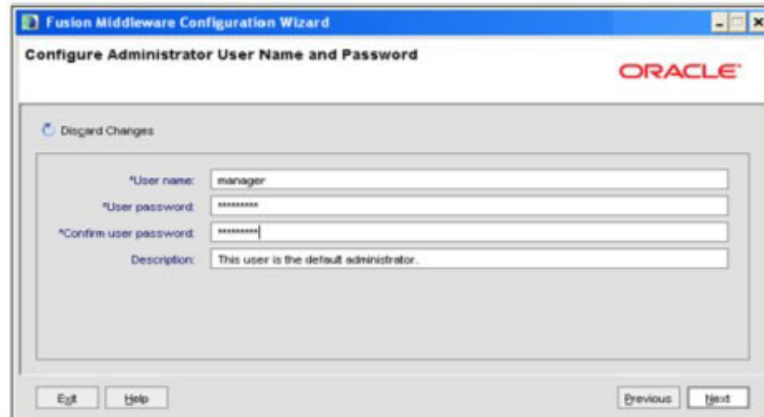 Fusion Middleware Configuration Wizard
Configure Administrator User Name and Password
ORACLE
Discard Changes
*User name: manager
*User password: *********
*Confirm user password: *********
Description: This user is the default administrator.
Exit Help Previous Next